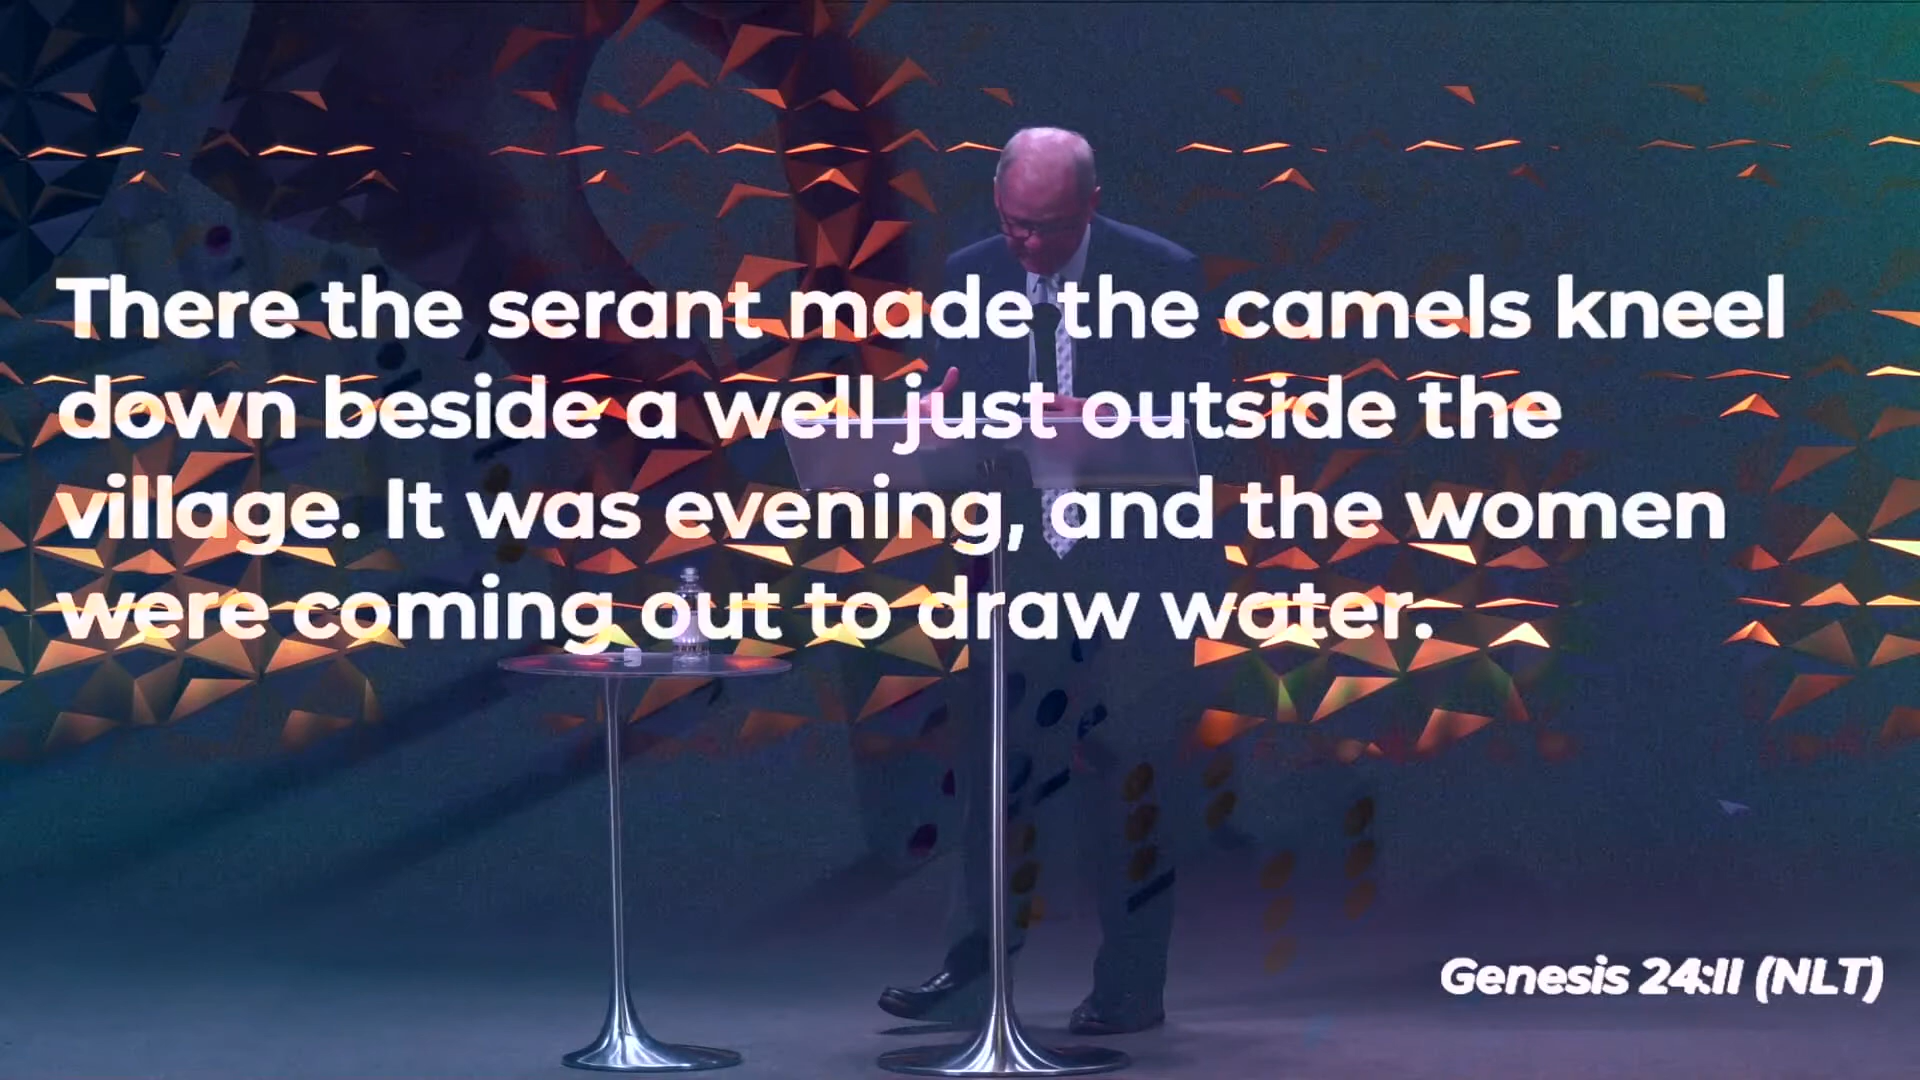 There the serant made the camels kneel
down beside a well just outside the
village. It was evening, and the women
were coming out to draw water.
Genesis 24:11 (NLT)